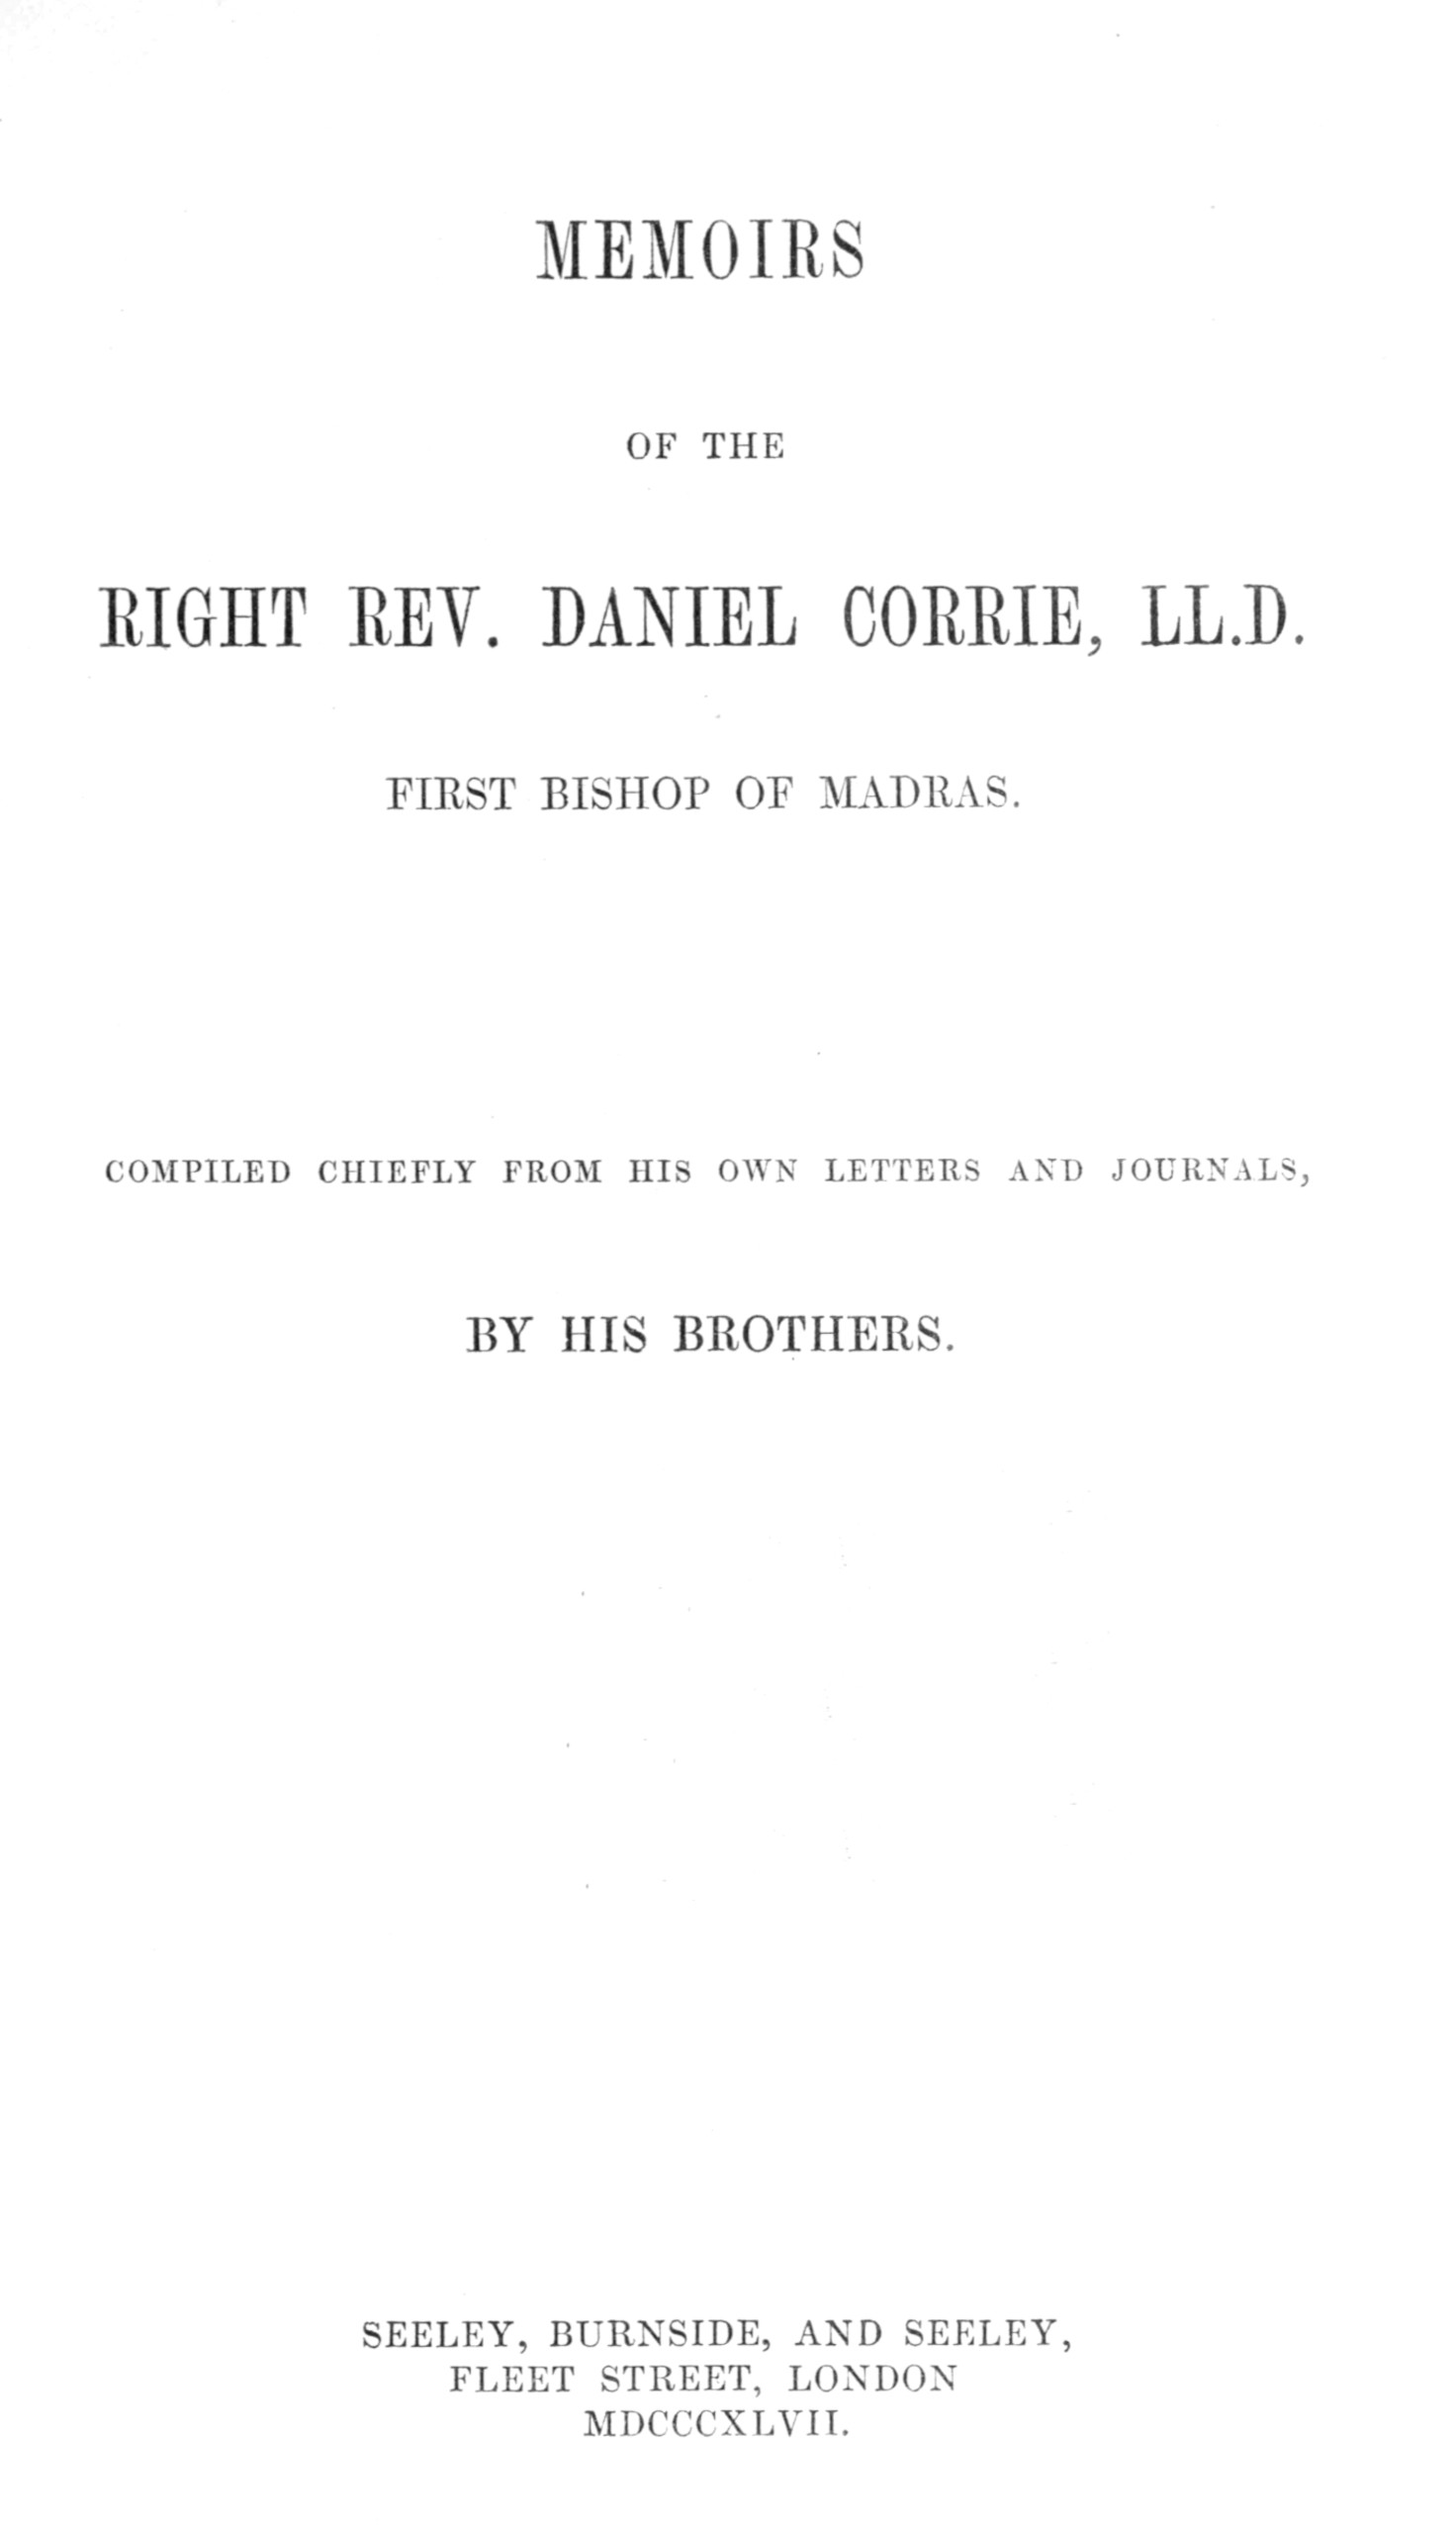 MEMOIRS
OF THE
RIGHT REV. DANIEL CORRIE, LL.D.
FIRST BISHOP OF MADRAS.
COMPILED CHIEFLY FROM HIS OWN LETTERS AND JOURNALS,
BY HIS BROTHERS.
SEELEY, BURNSIDE, AND SEELEY,
FLEET STREET, LONDON
MDCCCXLVII.